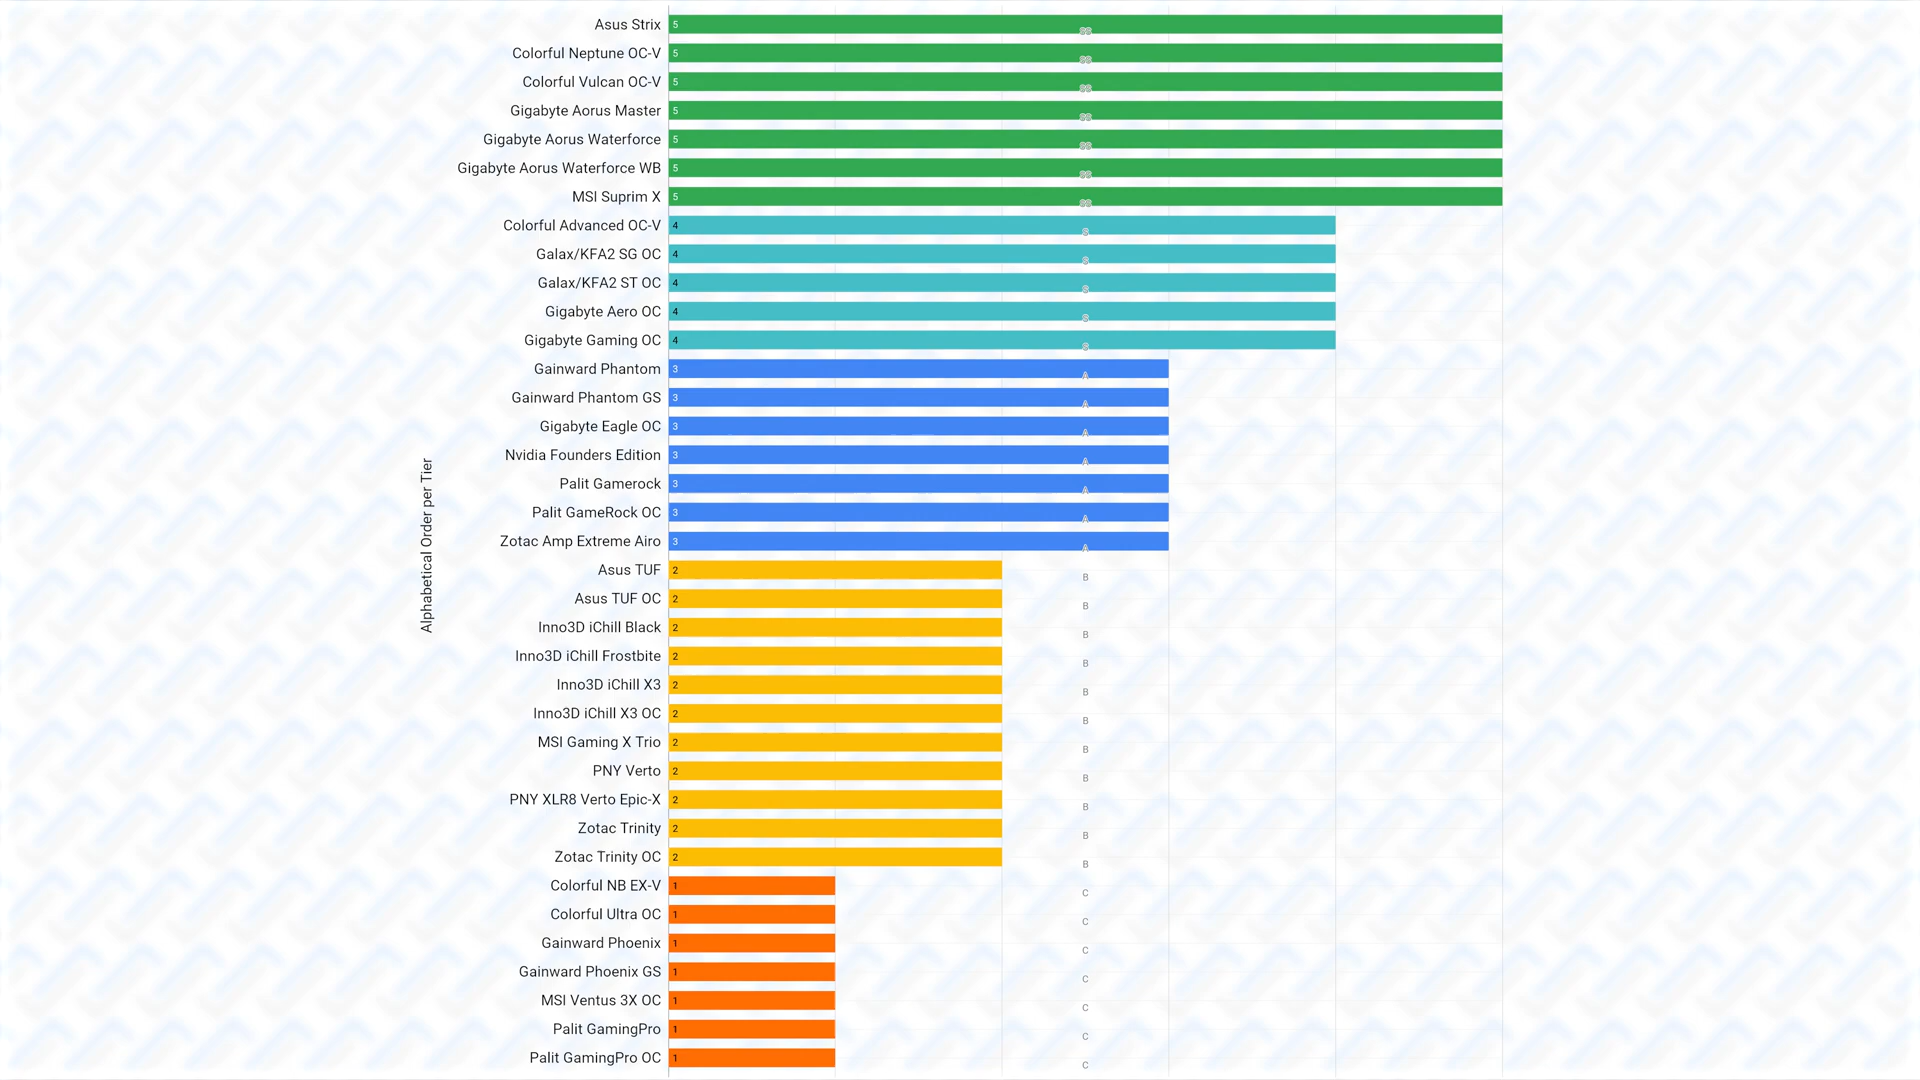 Asus Strix 5 SS
Colorful Neptune OC-V 5 SS
Colorful Vulcan OC-V 5 SS
Gigabyte Aorus Master 5 SS
Gigabyte Aorus Waterforce 5 SS
Gigabyte Aorus Waterforce WB 5 SS
MSI Suprim X 5 SS
Colorful Advanced OC-V 4 S
Galax/KFA2 SG OC 4 S
Galax/KFA2 ST OC 4 S
Gigabyte Aero OC 4 S
Gigabyte Gaming OC 4 S
Gainward Phantom 3 A
Gainward Phantom GS 3 A
Gigabyte Eagle OC 3 A
Nvidia Founders Edition 3 A
Palit Gamerock 3 A
Palit GameRock OC 3 A
Zotac Amp Extreme Airo 3 A
Asus TUF 2 B
Asus TUF OC 2 B
Inno3D iChill Black 2 B
Inno3D iChill Frostbite 2 B
Inno3D iChill X3 2 B
Inno3D iChill X3 OC 2 B
MSI Gaming X Trio 2 B
PNY Verto 2 B
PNY XLR8 Verto Epic-X 2 B
Zotac Trinity 2 B
Zotac Trinity OC 2 B
Colorful NB EX-V 1 C
Colorful Ultra OC 1 C
Gainward Phoenix 1 C
Gainward Phoenix GS 1 C
MSI Ventus 3X OC 1 C
Palit GamingPro 1 C
Palit GamingPro OC 1 C
Alphabetical Order per Tier